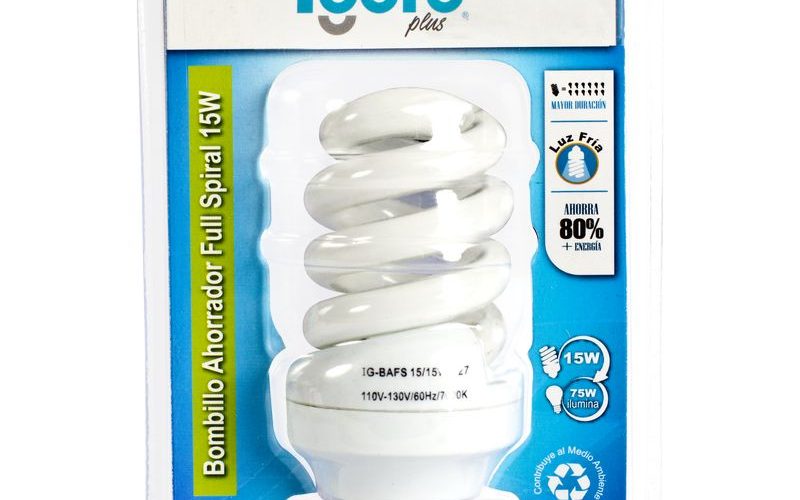 plus
Bombillo Ahorrador Full Spiral 15W
MAYOR DURACIÓN
Luz Fría
AHORRA
80%
+ ENERGÍA
IG-BAFS 15/15W
110V-130V/60Hz/
15W
75W
ilumina
Contribuye al Medio Ambiente